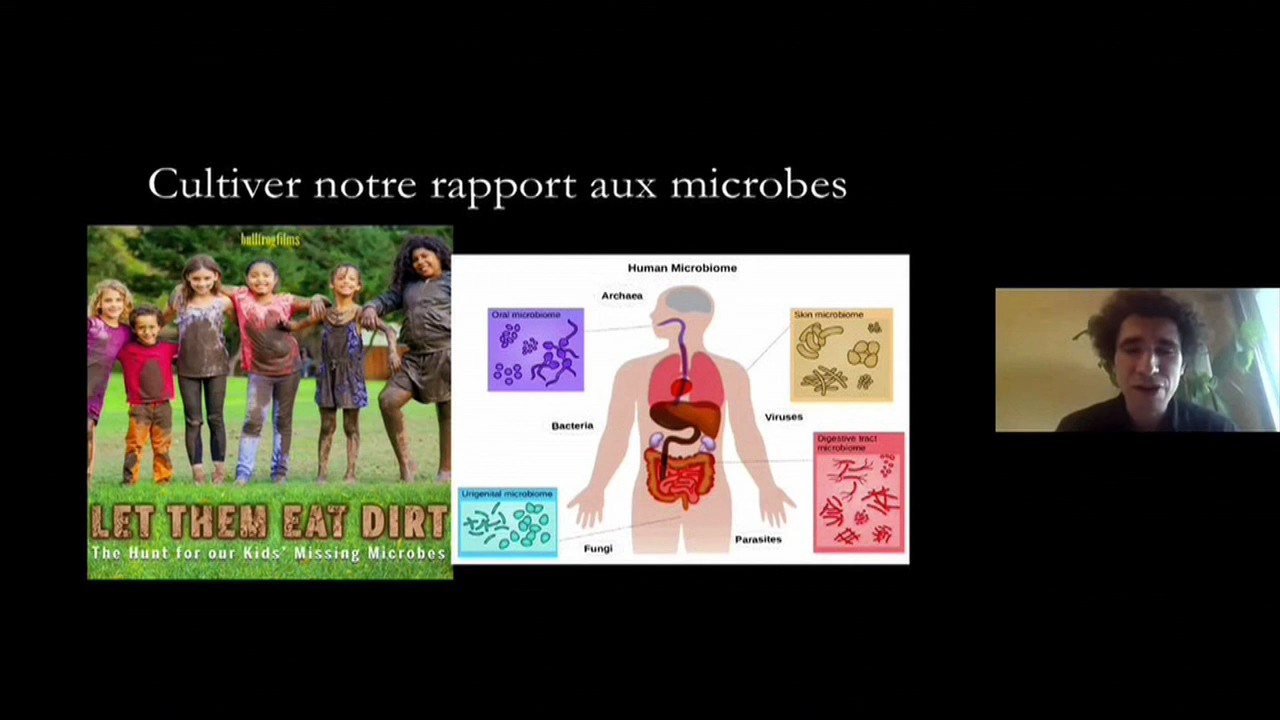 Cultiver notre rapport aux microbes
bullfrogfilms
LET THEM EAT DIRT
The Hunt for our Kids' Missing Microbes
Human Microbiome
Archaea
Oral microbiome
Skin microbiome
Bacteria
Viruses
Digestive tract
microbiome
Urigenital microbiome
Fungi
Parasites